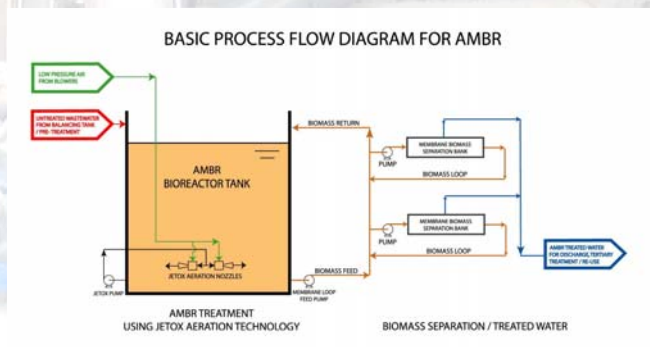 BASIC PROCESS FLOW DIAGRAM FOR AMBR
LOW PRESSURE AIR
FROM BLOWERS
UNTREATED WASTEWATER
FROM BALANCING TANK
/ PRE- TREATMENT
AMBR
BIOREACTOR TANK
JETOX AERATION NOZZLES
JETOX PUMP
AMBR TREATMENT
USING JETOX AERATION TECHNOLOGY
BIOMASS RETURN
BIOMASS FEED
MEMBRANE LOOP
FEED PUMP
PUMP
MEMBRANE BIOMASS
SEPARATION BANK
BIOMASS LOOP
PUMP
MEMBRANE BIOMASS
SEPARATION BANK
BIOMASS LOOP
AMBR TREATED WATER
FOR DISCHARGE, TERTIARY
TREATMENT / RE-USE
BIOMASS SEPARATION / TREATED WATER